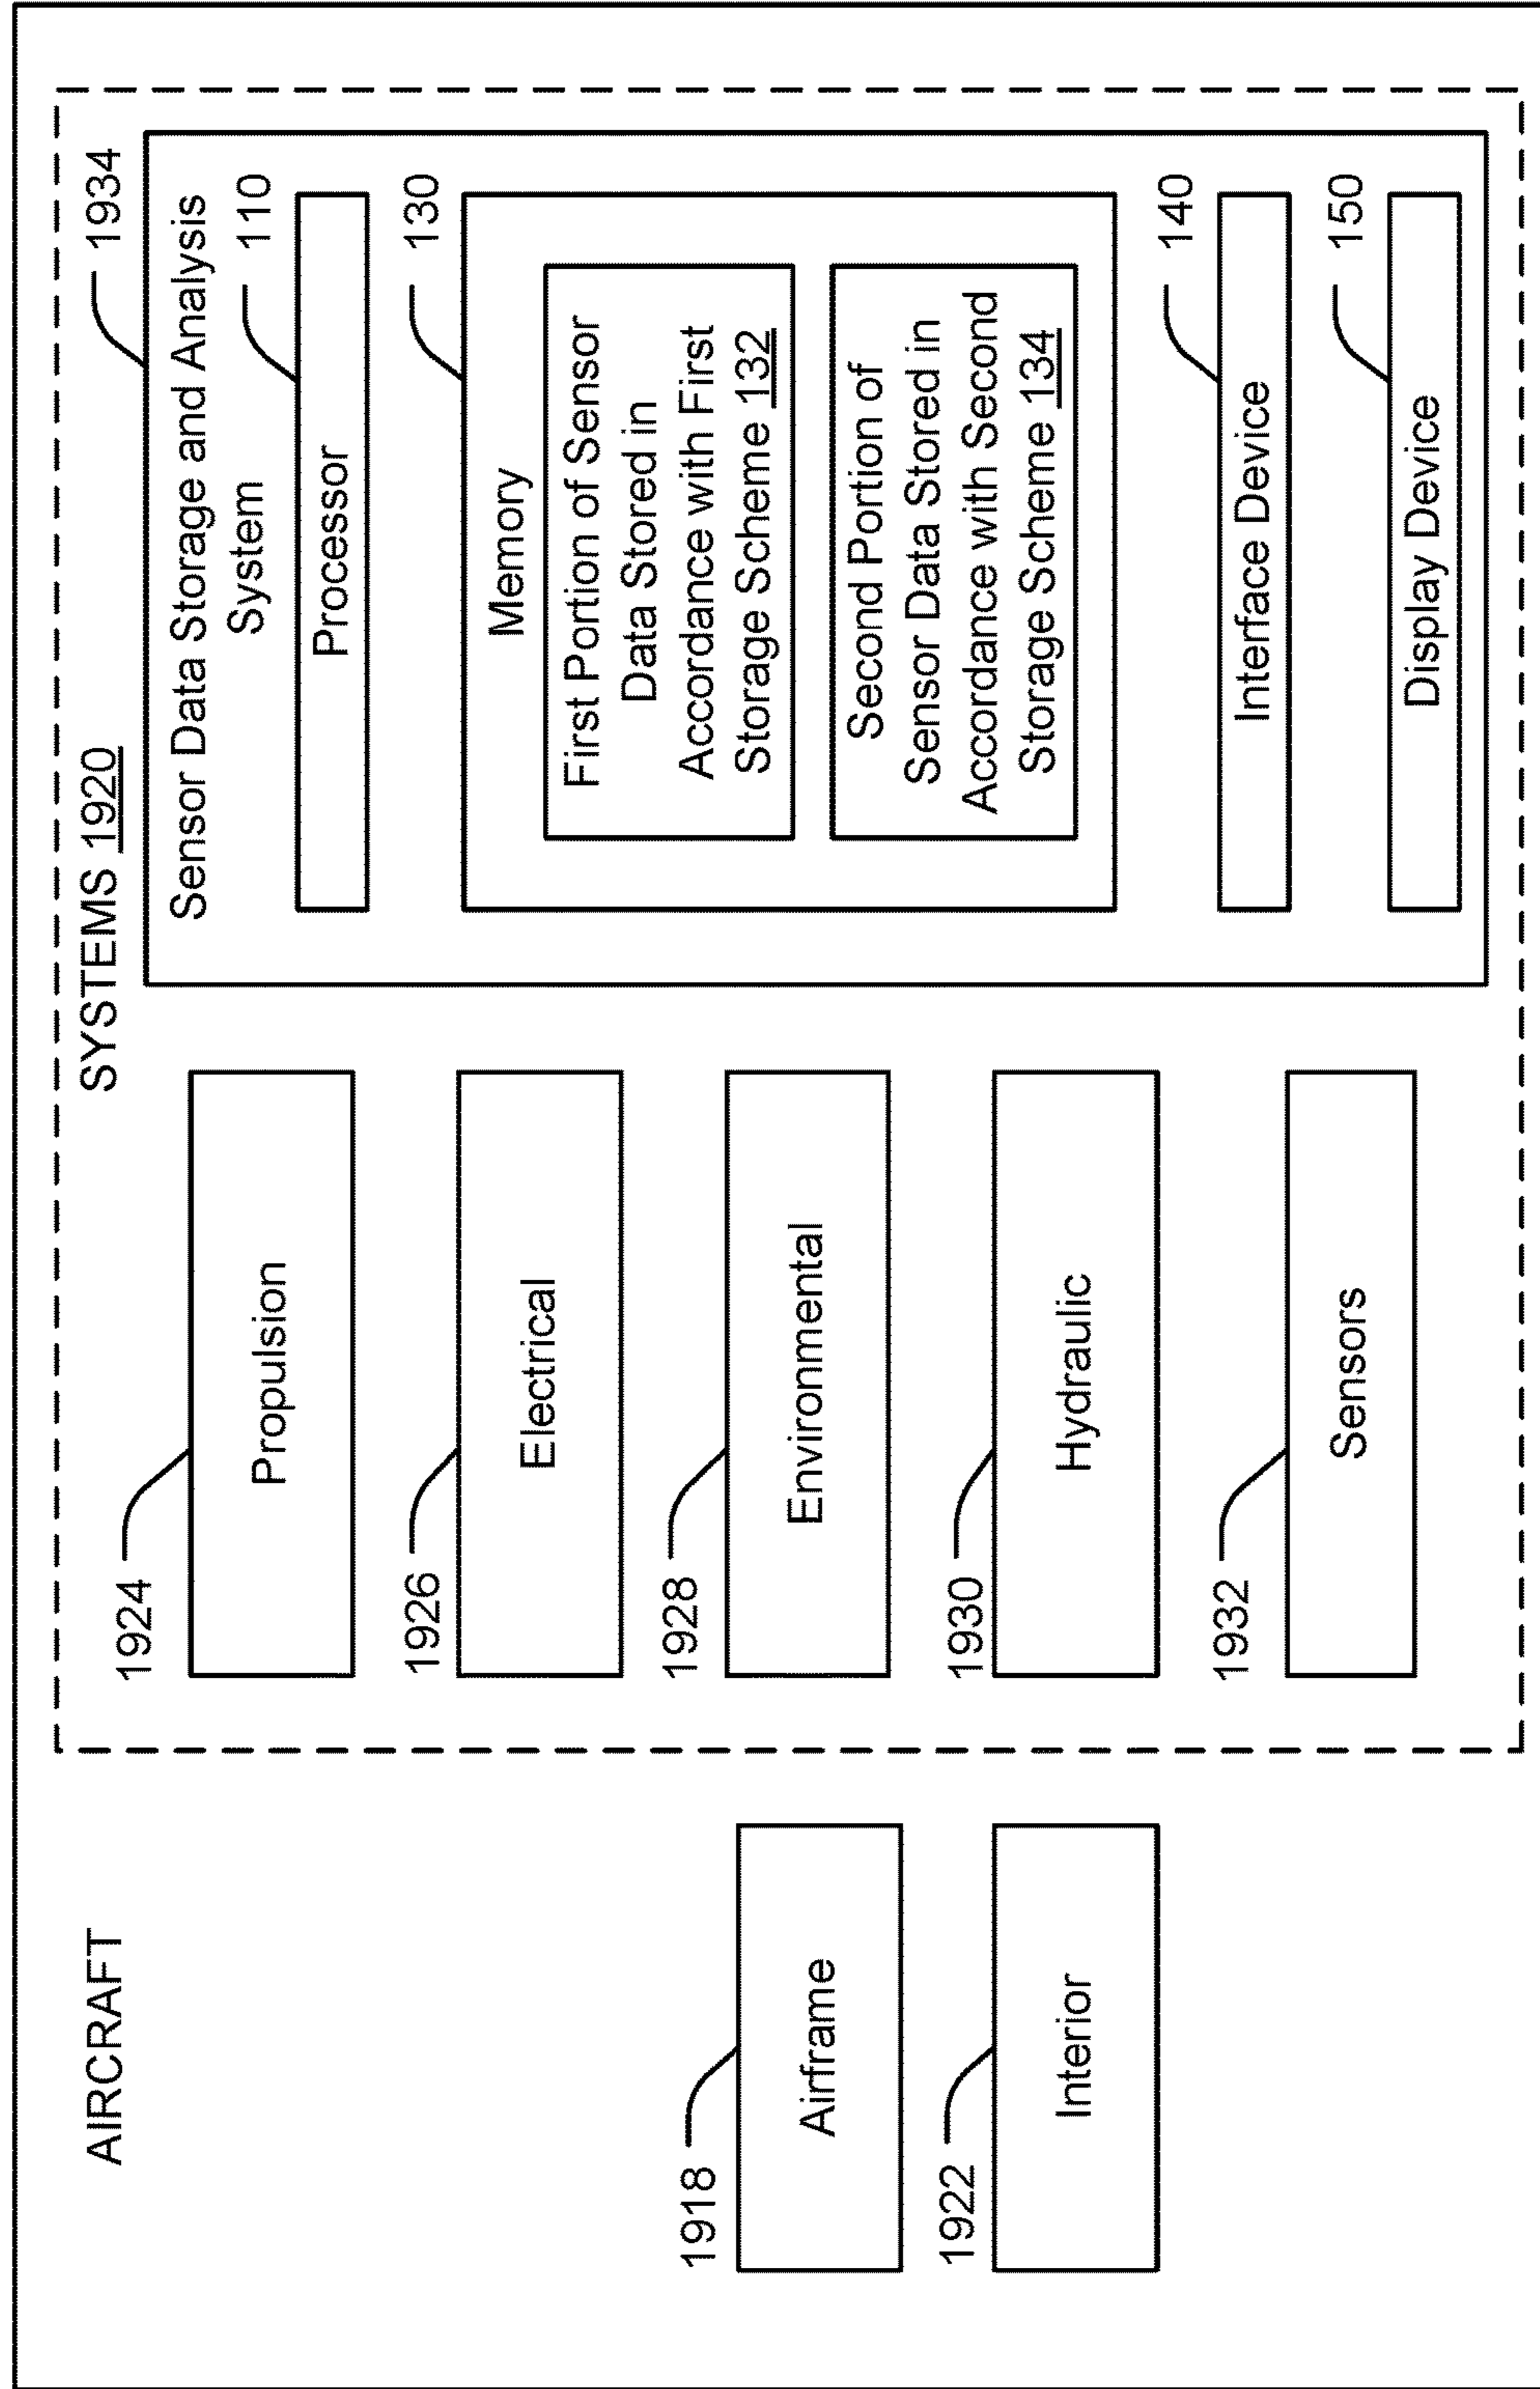 AIRCRAFT
1918
Airframe
1922
Interior
SYSTEMS 1920
1924
Propulsion
1926
Electrical
1928
Environmental
1930
Hydraulic
1932
Sensors
1934
Sensor Data Storage and Analysis
System
110
Processor
130
Memory
First Portion of Sensor
Data Stored in
Accordance with First
Storage Scheme 132
Second Portion of
Sensor Data Stored in
Accordance with Second
Storage Scheme 134
140
Interface Device
150
Display Device